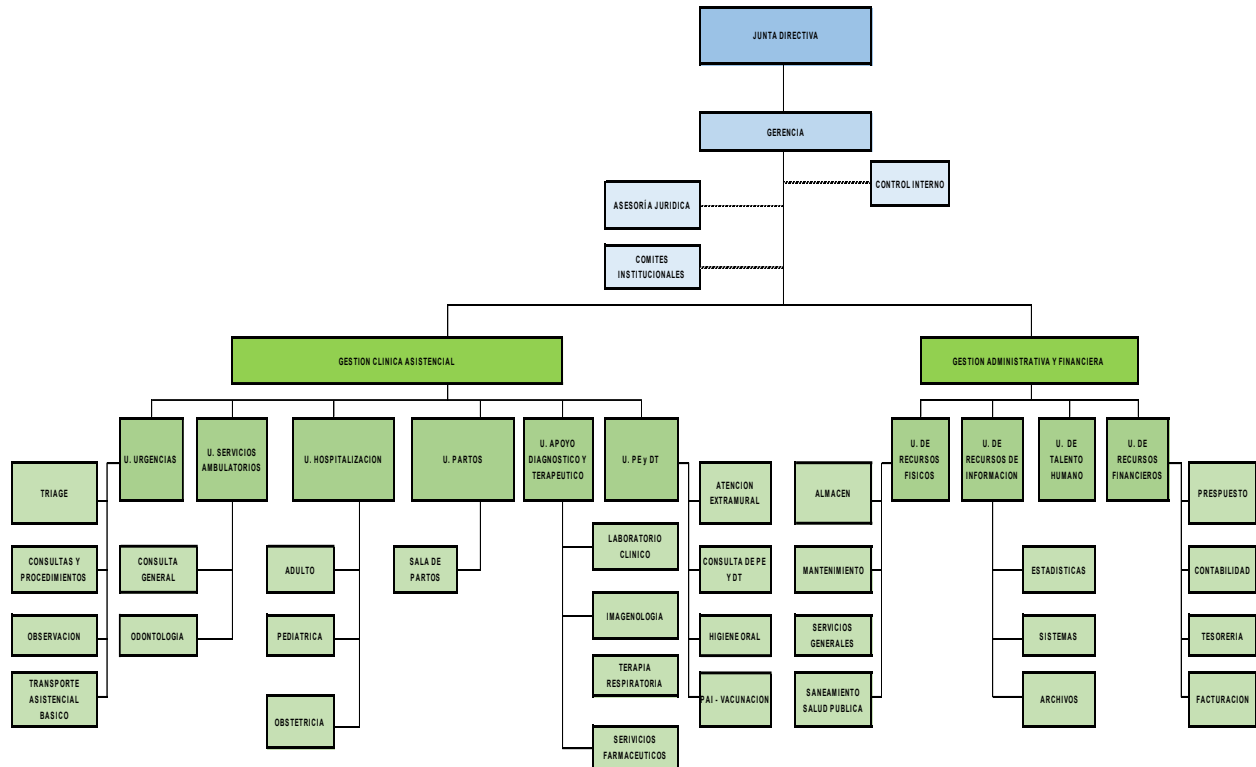 JUNTA DIRECTIVA
GERENCIA
CONTROL INTERNO
ASESORÍA JURIDICA
COMITES
INSTITUCIONALES
GESTION CLINICA ASISTENCIAL
GESTION ADMINISTRATIVA Y FINANCIERA
U. URGENCIAS
U. SERVICIOS
AMBULATORIOS
U. HOSPITALIZACION
U. PARTOS
U. APOYO
DIAGNOSTICO Y
TERAPEUTICO
U. PE y DT
U. DE
RECURSOS
FISICOS
U. DE
RECURSOS DE
INFORMACION
U. DE
TALENTO
HUMANO
U. DE
RECURSOS
FINANCIEROS
TRIAGE
CONSULTAS Y
PROCEDIMIENTOS
OBSERVACION
TRANSPORTE
ASISTENCIAL
BASICO
CONSULTA
GENERAL
ODONTOLOGIA
ADULTO
PEDIATRICA
OBSTETRICIA
SALA DE
PARTOS
LABORATORIO
CLINICO
IMAGENOLOGIA
TERAPIA
RESPIRATORIA
SERIVICIOS
FARMACEUTICOS
ATENCION
EXTRAMURAL
CONSULTA DE PE
Y DT
HIGIENE ORAL
PAI - VACUNACION
ALMACEN
MANTENIMIENTO
SERVICIOS
GENERALES
SANEAMIENTO
SALUD PUBLICA
ESTADISTICAS
SISTEMAS
ARCHIVOS
PRESPUESTO
CONTABILIDAD
TESORERIA
FACTURACION